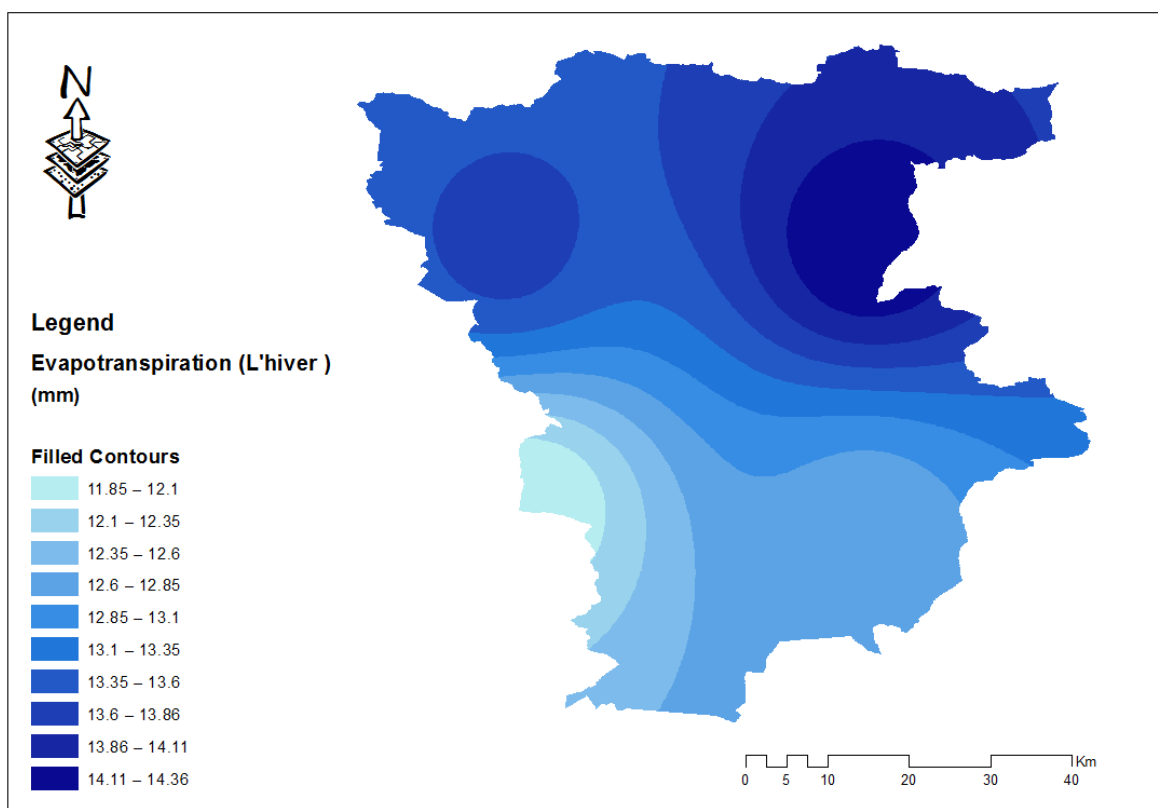 N
Legend
Evapotranspiration (L'hiver )
(mm)
Filled Contours
11.85 – 12.1
12.1 – 12.35
12.35 – 12.6
12.6 – 12.85
12.85 – 13.1
13.1 – 13.35
13.35 – 13.6
13.6 – 13.86
13.86 – 14.11
14.11 – 14.36
Km
0 5 10 20 30 40